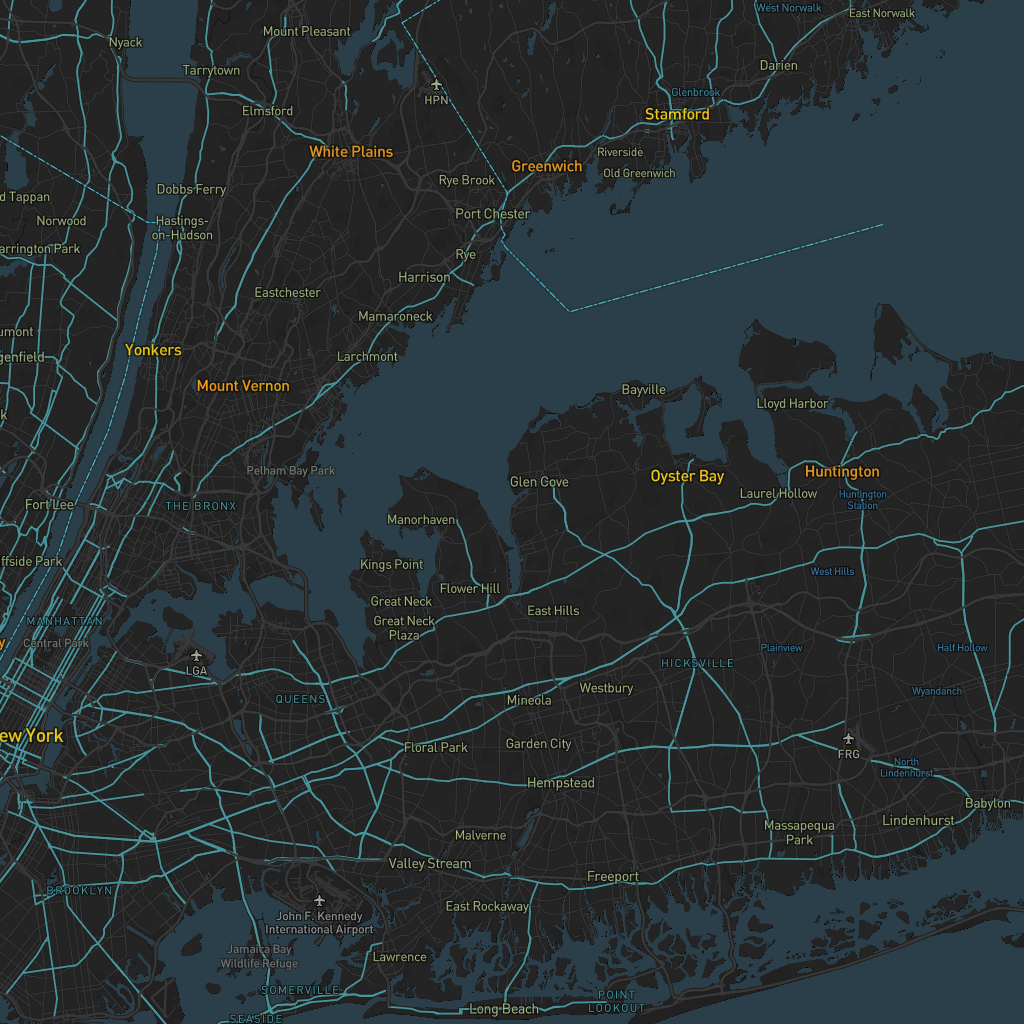 West Norwalk
East Norwalk
Mount Pleasant
Nyack
Darien
Tarrytown
Glenbrook
HPN
Elmsford
Stamford
White Plains
Greenwich
Riverside
Old Greenwich
Rye Brook
Dobbs Ferry
d Tappan
Port Chester
Norwood
Hastings-
on-Hudson
arrington Park
Rye
Harrison
Eastchester
Mamaroneck
umont
Yonkers
genfield
Larchmont
Mount Vernon
Bayville
Lloyd Harbor
k
Pelham Bay Park
Glen Cove
Oyster Bay
Huntington
Laurel Hollow
Huntington
Station
Fort Lee
THE BRONX
Manorhaven
ffside Park
Kings Point
West Hills
Flower Hill
Great Neck
East Hills
MANHATTAN
Great Neck
Plaza
y
Central Park
Plainview
Half Hollow
LGA
HICKSVILLE
Westbury
Wyandanch
QUEENS
Mineola
ew York
Floral Park
Garden City
FRG
North
Lindenhurst
Hempstead
Babylon
Lindenhurst
Massapequa
Park
Malverne
Valley Stream
Freeport
BROOKLYN
East Rockaway
John F. Kennedy
International Airport
Jamaica Bay
Wildlife Refuge
Lawrence
SOMERVILLE
POINT
LOOKOUT
Long Beach
SEASIDE